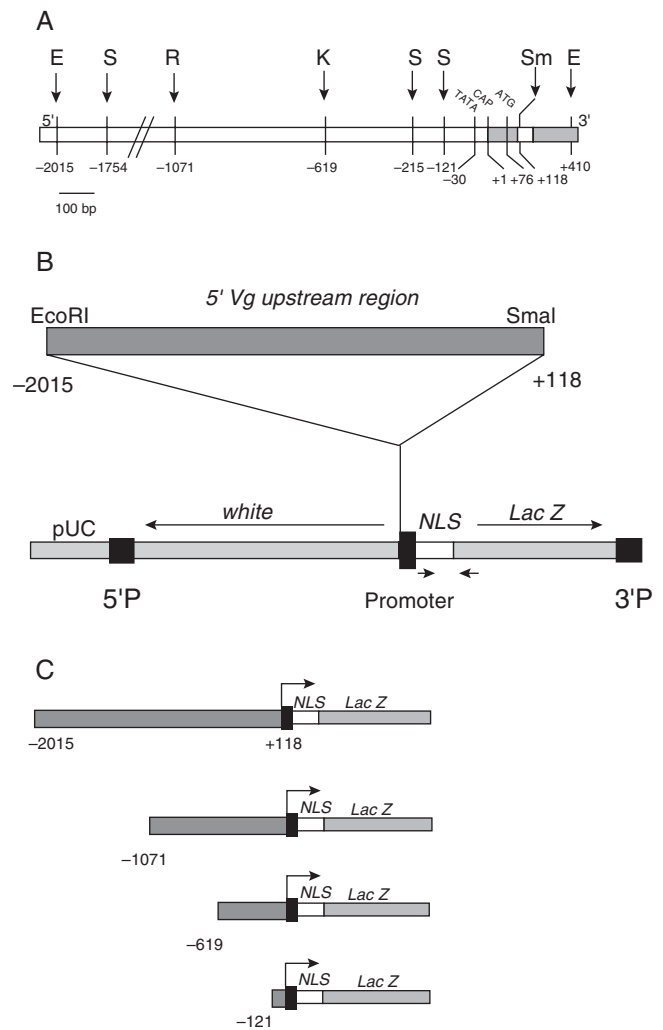 A
E S R K S S Sm E
TATA CAP ATG
5' 3'
–2015 –1754 –1071 –619 –215 –121 –30 +1 +76 +118 +410
100 bp
B
5' Vg upstream region
EcoRI SmaI
–2015 +118
pUC white NLS Lac Z
5'P Promoter 3'P
C
NLS Lac Z
–2015 +118
NLS Lac Z
–1071
NLS Lac Z
–619
NLS Lac Z
–121